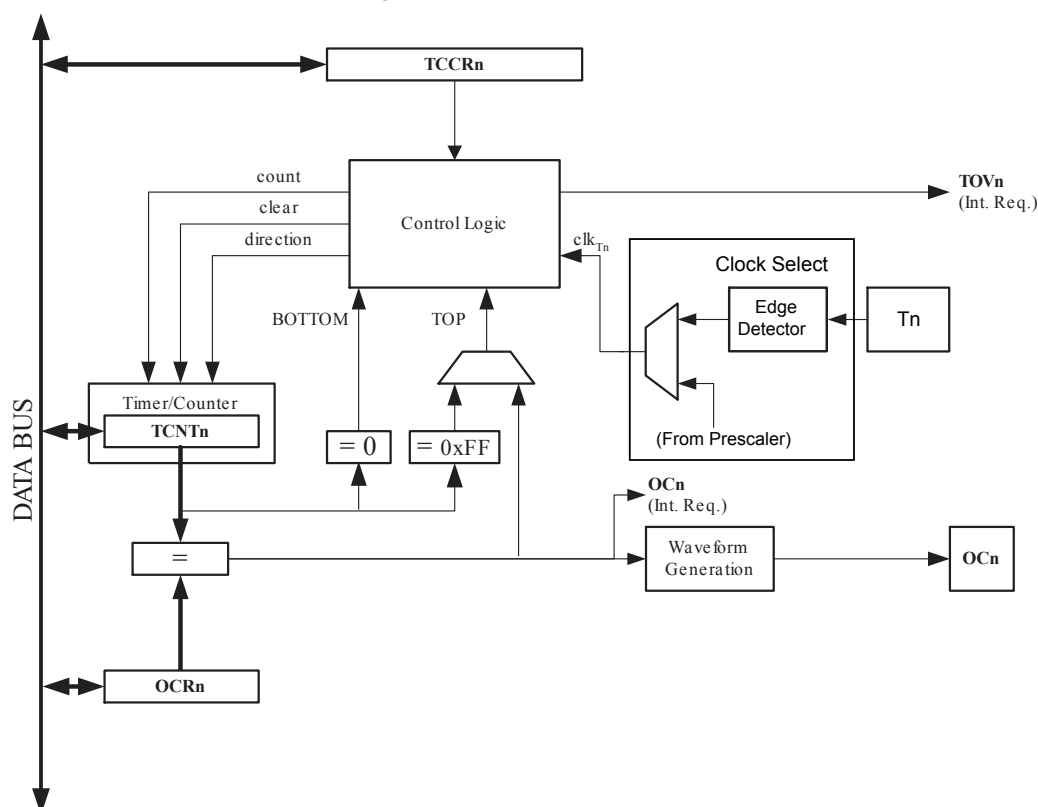 TCCRn
count
clear
direction
Control Logic
TOVn
(Int. Req.)
clkTn
Clock Select
Edge
Detector
Tn
BOTTOM
TOP
Timer/Counter
TCNTn
= 0
= 0xFF
(From Prescaler)
DATA BUS
OCn
(Int. Req.)
=
Waveform
Generation
OCn
OCRn